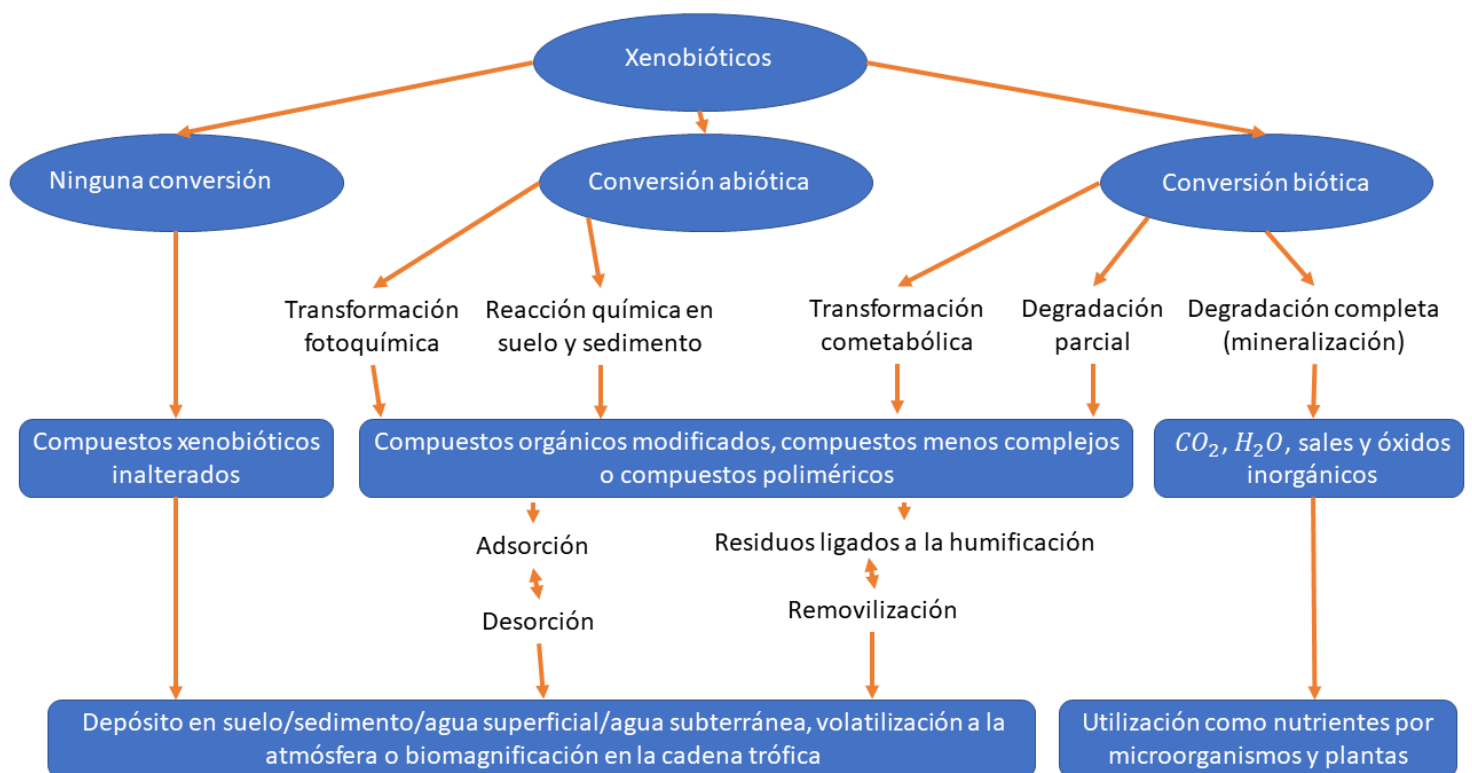 Xenobióticos
Ninguna conversión
Conversión abiótica
Conversión biótica
Transformación
fotoquímica
Reacción química en
suelo y sedimento
Transformación
cometabólica
Degradación
parcial
Degradación completa
(mineralización)
Compuestos xenobióticos
inalterados
Compuestos orgánicos modificados, compuestos menos complejos
o compuestos poliméricos
CO₂, H₂O, sales y óxidos
inorgánicos
Adsorción
Residuos ligados a la humificación
Desorción
Removilización
Depósito en suelo/sedimento/agua superficial/agua subterránea, volatilización a la
atmósfera o biomagnificación en la cadena trófica
Utilización como nutrientes por
microorganismos y plantas